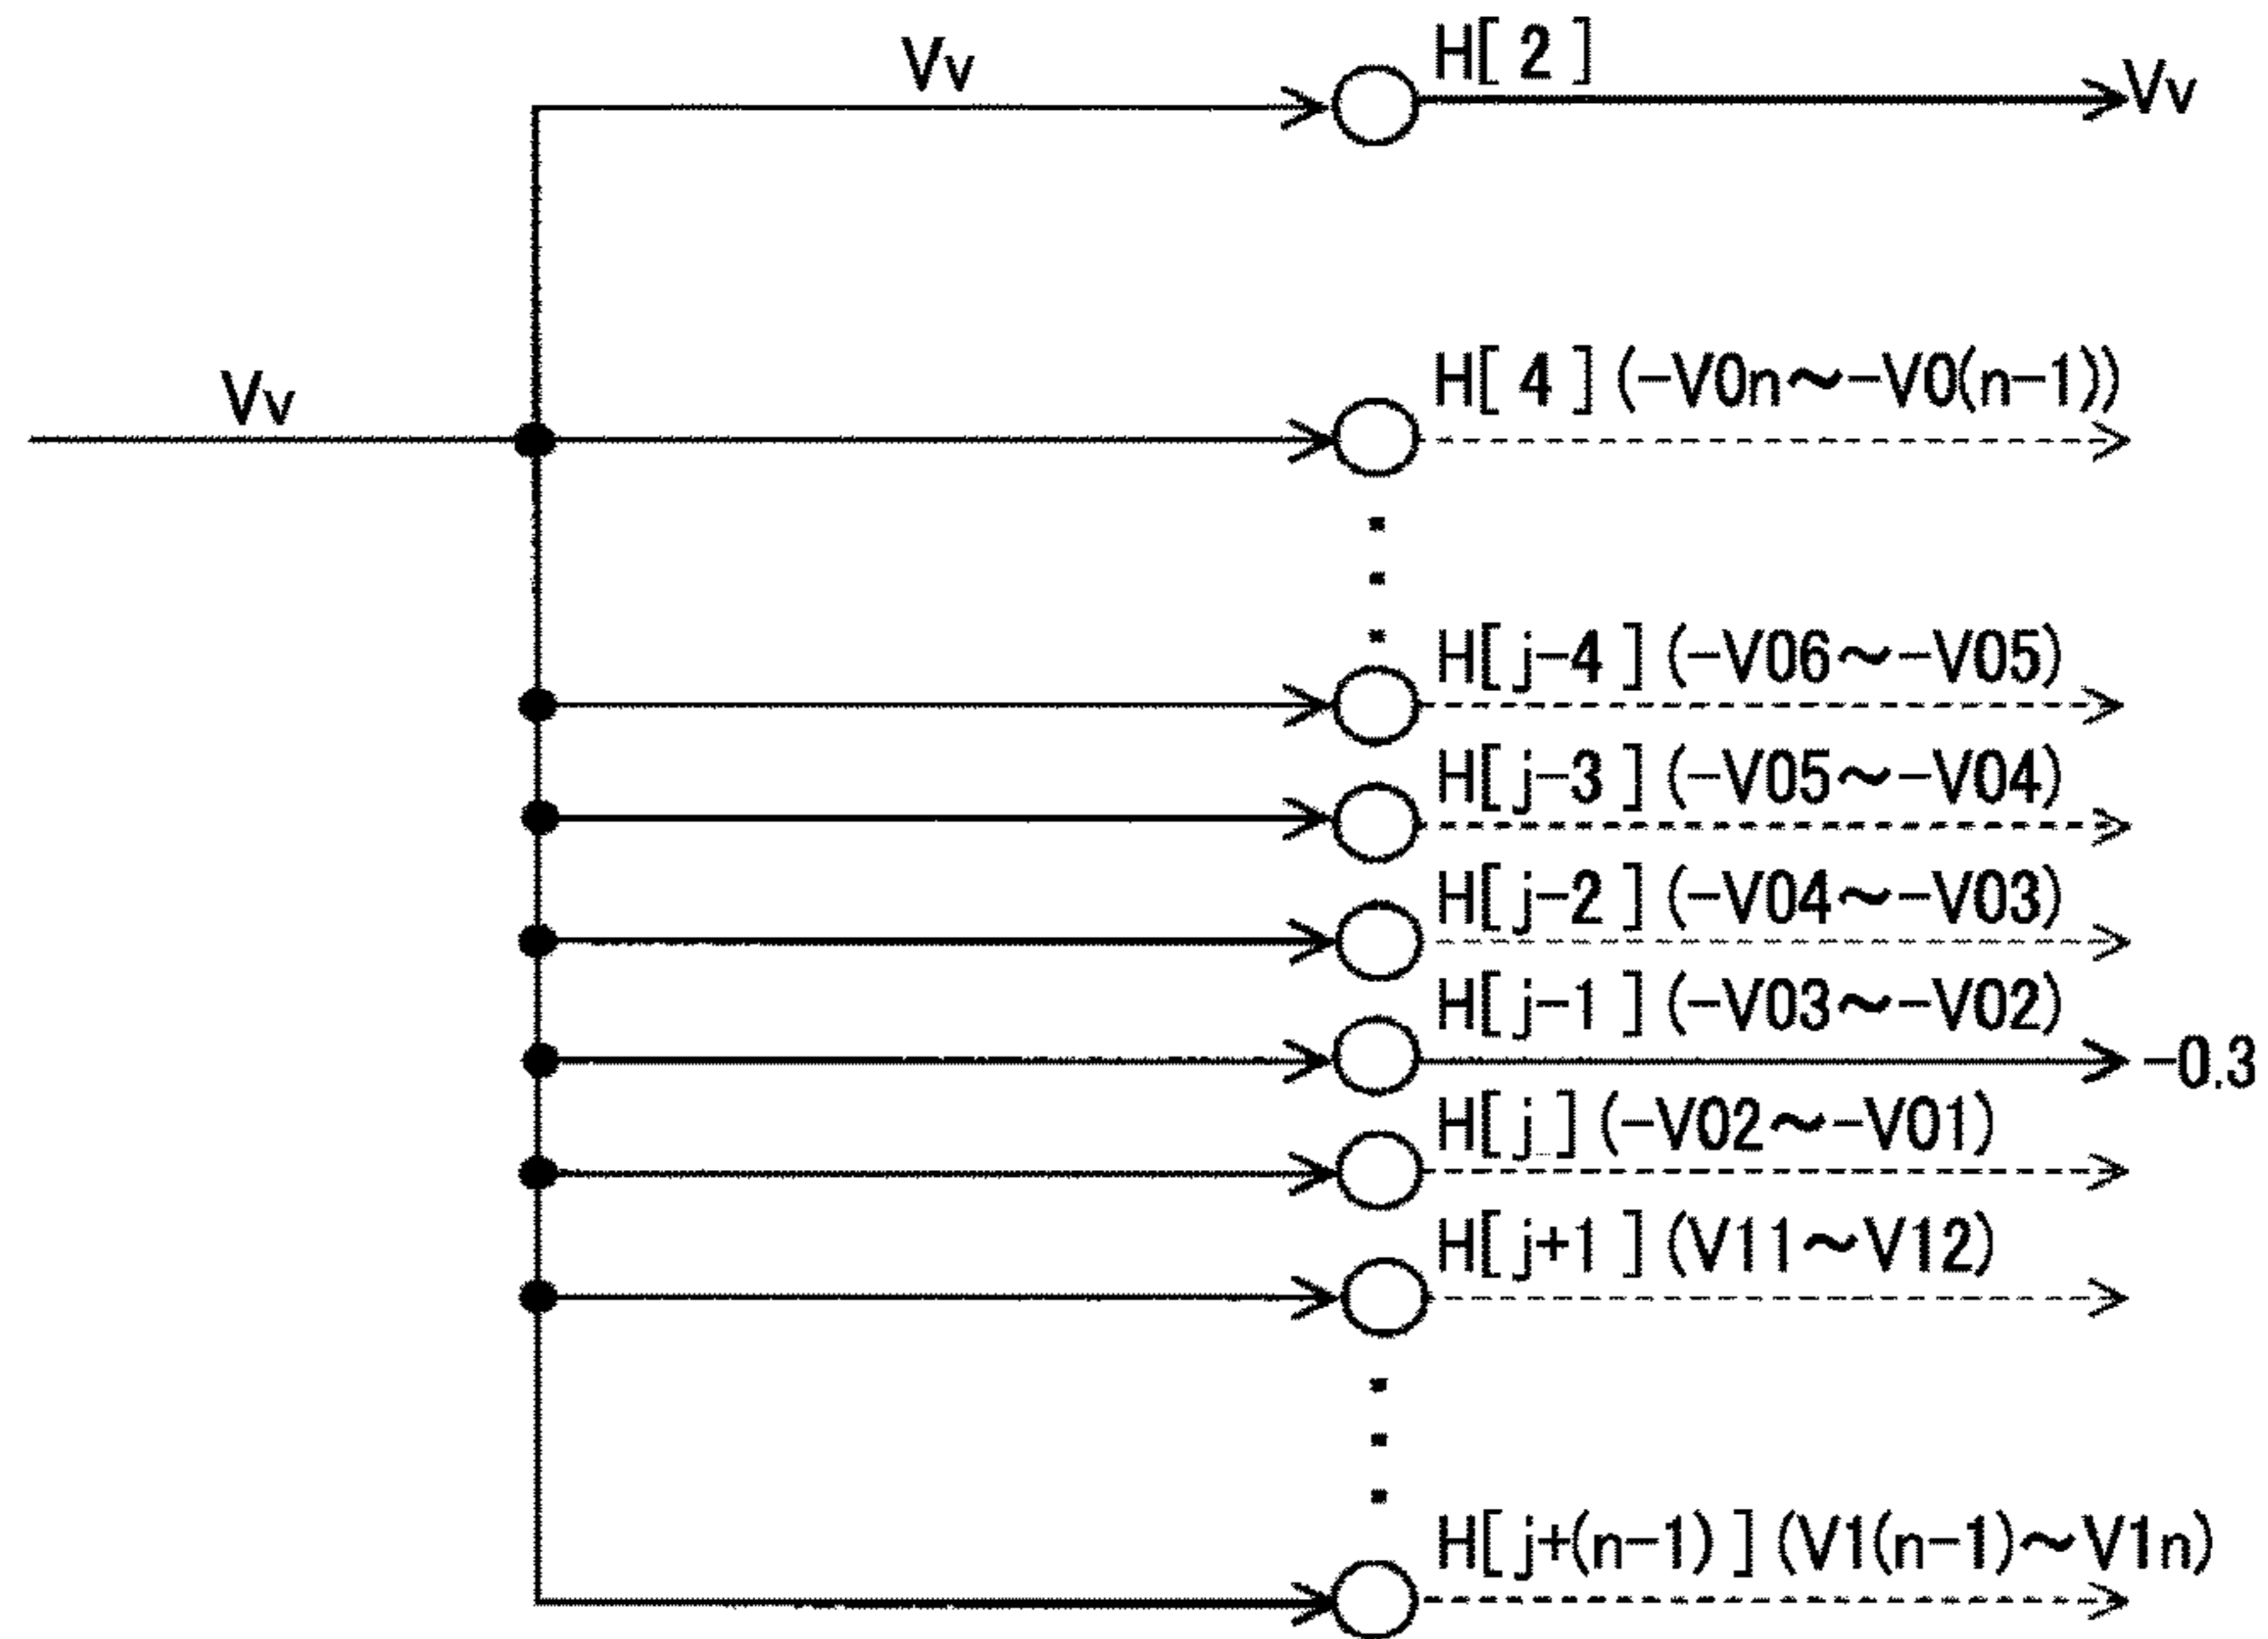 Vv
H[ 2 ]
Vv
Vv
H[ 4 ](-V0n～-V0(n-1))
H[ j-4 ](-V06～-V05)
H[ j-3 ](-V05～-V04)
H[ j-2 ](-V04～-V03)
H[ j-1 ](-V03～-V02)
-0.3
H[ j ](-V02～-V01)
H[ j+1 ](V11～V12)
H[ j+(n-1) ](V1(n-1)～V1n)